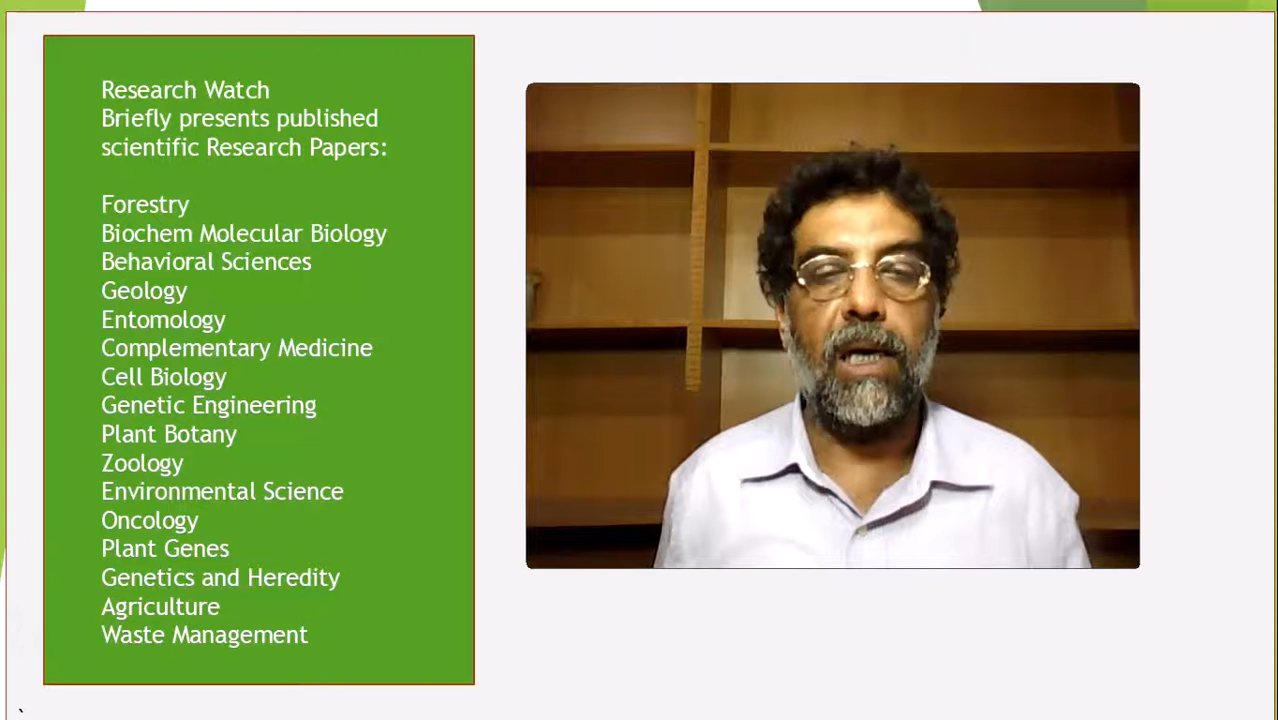 Research Watch
Briefly presents published
scientific Research Papers:
Forestry
Biochem Molecular Biology
Behavioral Sciences
Geology
Entomology
Complementary Medicine
Cell Biology
Genetic Engineering
Plant Botany
Zoology
Environmental Science
Oncology
Plant Genes
Genetics and Heredity
Agriculture
Waste Management
`